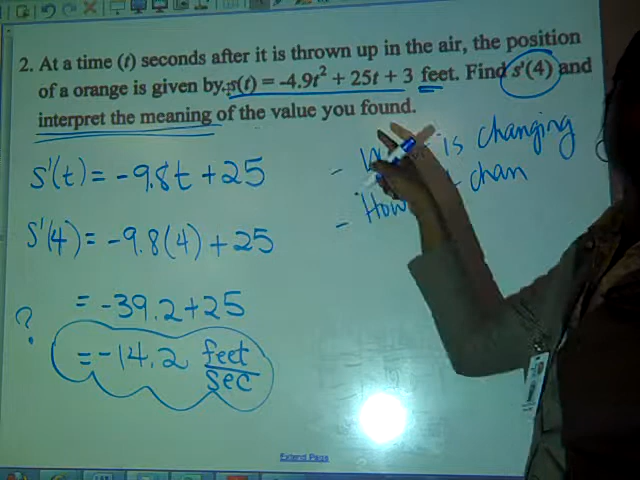 2. At a time (t) seconds after it is thrown up in the air, the position
of a orange is given by: s(t) = -4.9t² + 25t + 3 feet. Find s'(4) and
interpret the meaning of the value you found.
- is changing
- How chan
s'(t) = -9.8t + 25
s'(4) = -9.8(4) + 25
= -39.2 + 25
?
= -14.2 feet/sec
Extend Page